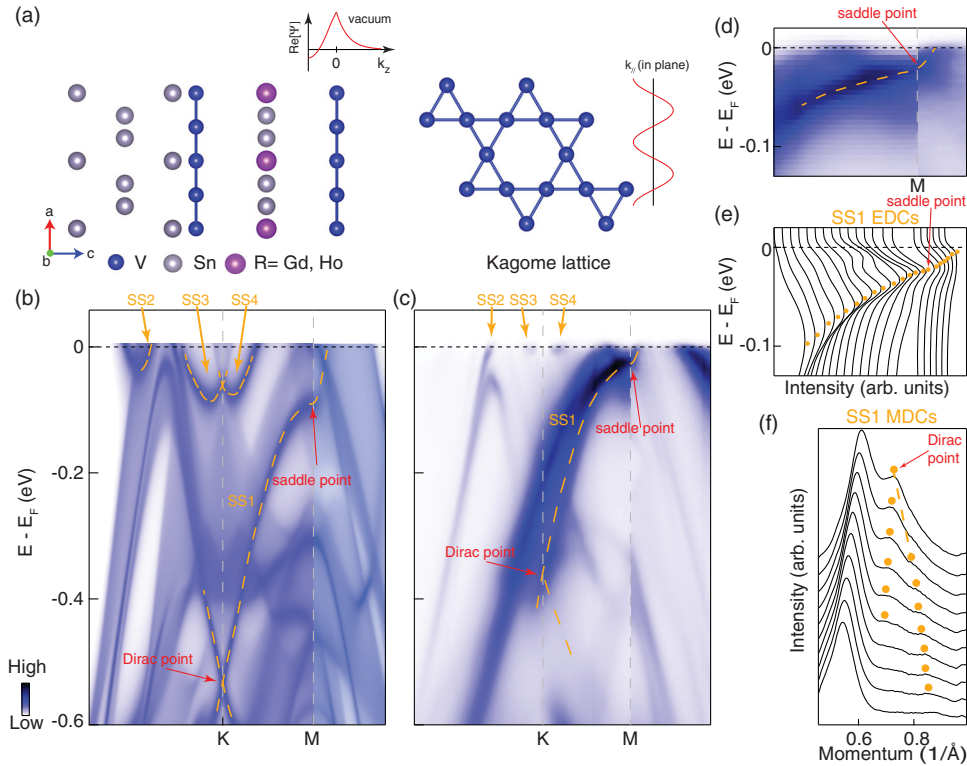 (a)
Re[Ψ]
vacuum
0
k_z
k_// (in plane)
a
b
c
V
Sn
R= Gd, Ho
Kagome lattice
(b)
SS2
SS3
SS4
E - E_F (eV)
0
-0.2
-0.4
-0.6
SS1
saddle point
Dirac point
High
Low
K
M
(c)
SS2
SS3
SS4
SS1
saddle point
Dirac point
K
M
(d)
saddle point
E - E_F (eV)
0
-0.1
M
(e)
saddle point
SS1 EDCs
E - E_F (eV)
0
-0.1
Intensity (arb. units)
(f)
SS1 MDCs
Dirac
point
Intensity (arb. units)
0.6
0.8
Momentum (1/Å)